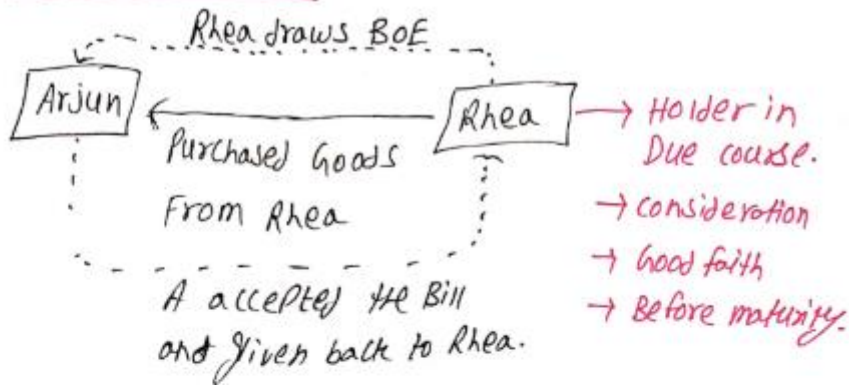 Rhea draws BoE
Arjun
Rhea
→ Holder in
Due course.
Purchased Goods
From Rhea
→ consideration
→ Good faith
→ Before maturity.
A accepted the Bill
and given back to Rhea.